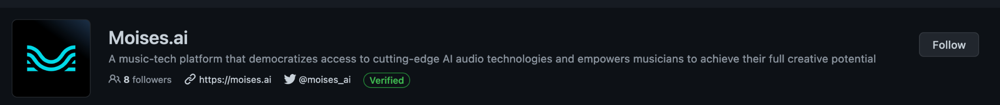 Moises.ai
A music-tech platform that democratizes access to cutting-edge AI audio technologies and empowers musicians to achieve their full creative potential
8 followers https://moises.ai @moises_ai Verified
Follow